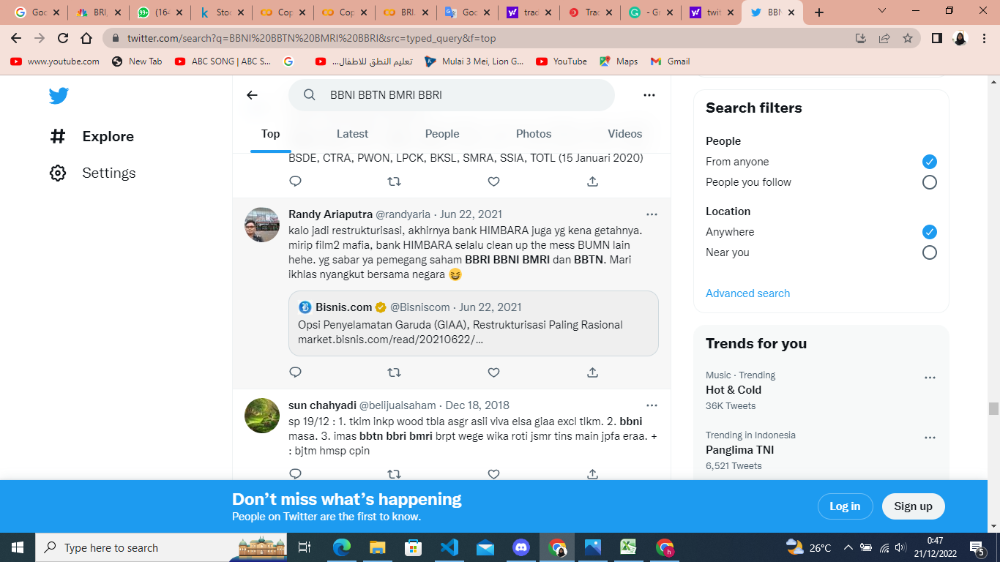 Goo
BRI,
(164
Stoc
Cop
Cop
BRI.
Goo
trad
Trac
- Gr
twit
BBN
twitter.com/search?q=BBNI%20BBTN%20BMRI%20BBRI&src=typed_query&f=top
www.youtube.com
New Tab
ABC SONG | ABC S...
تعليم النطق للاطفال...
Mulai 3 Mei, Lion G...
YouTube
Maps
Gmail
BBNI BBTN BMRI BBRI
Explore
Settings
Top
Latest
People
Photos
Videos
BSDE, CTRA, PWON, LPCK, BKSL, SMRA, SSIA, TOTL (15 Januari 2020)
Randy Ariaputra @randyaria · Jun 22, 2021
kalo jadi restrukturisasi, akhirnya bank HIMBARA juga yg kena getahnya.
mirip film2 mafia, bank HIMBARA selalu clean up the mess BUMN lain
hehe. yg sabar ya pemegang saham BBRI BBNI BMRI dan BBTN. Mari
ikhlas nyangkut bersama negara 😆
Bisnis.com @Bisniscom · Jun 22, 2021
Opsi Penyelamatan Garuda (GIAA), Restrukturisasi Paling Rasional
market.bisnis.com/read/20210622/...
sun chahyadi @belijualsaham · Dec 18, 2018
sp 19/12 : 1. tkim inkp wood tbla asgr asii viva elsa giaa excl tlkm. 2. bbni
masa. 3. imas bbtn bbri bmri brpt wege wika roti jsmr tins main jpfa eraa. +
: bjtm hmsp cpin
Search filters
People
From anyone
People you follow
Location
Anywhere
Near you
Advanced search
Trends for you
Music · Trending
Hot & Cold
36K Tweets
Trending in Indonesia
Panglima TNI
6,521 Tweets
Don't miss what's happening
People on Twitter are the first to know.
Log in
Sign up
Type here to search
26°C
0:47
21/12/2022
5